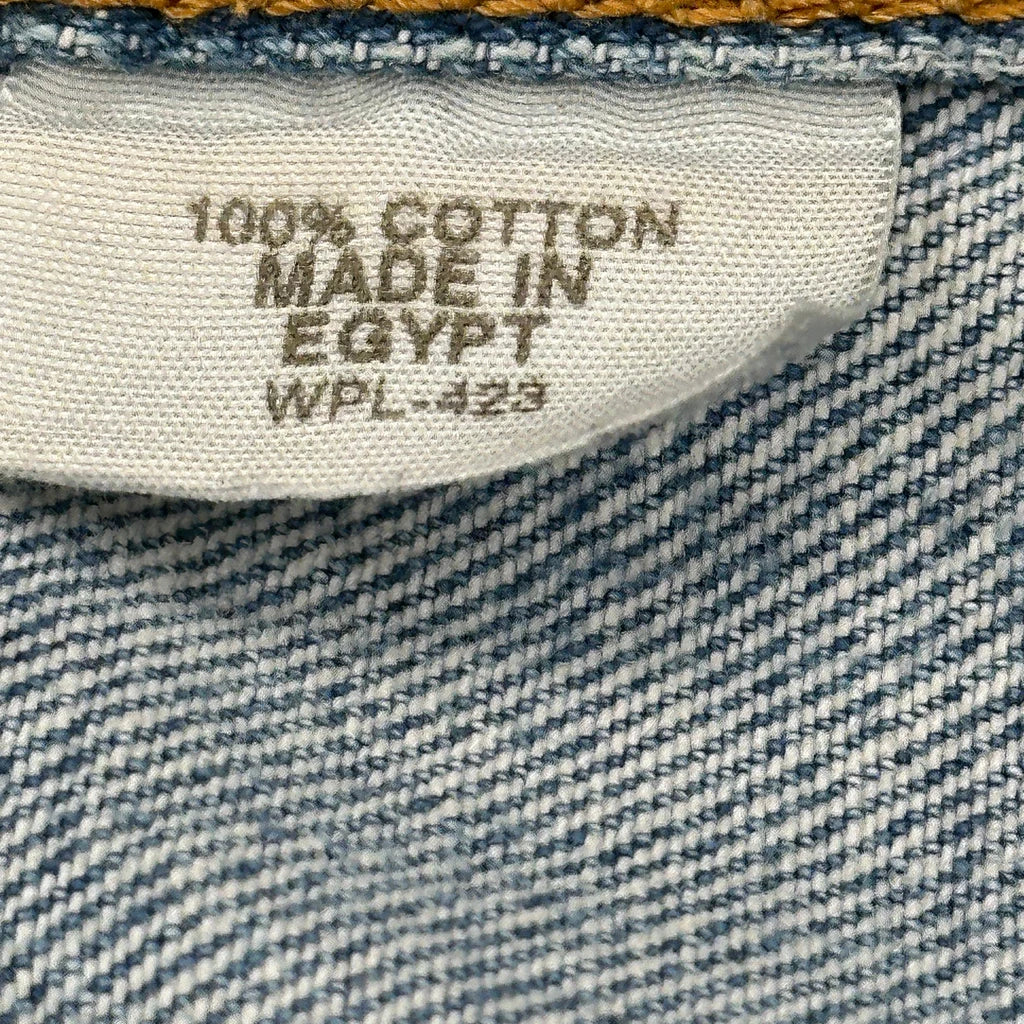 100% COTTON
MADE IN
EGYPT
WPL-423